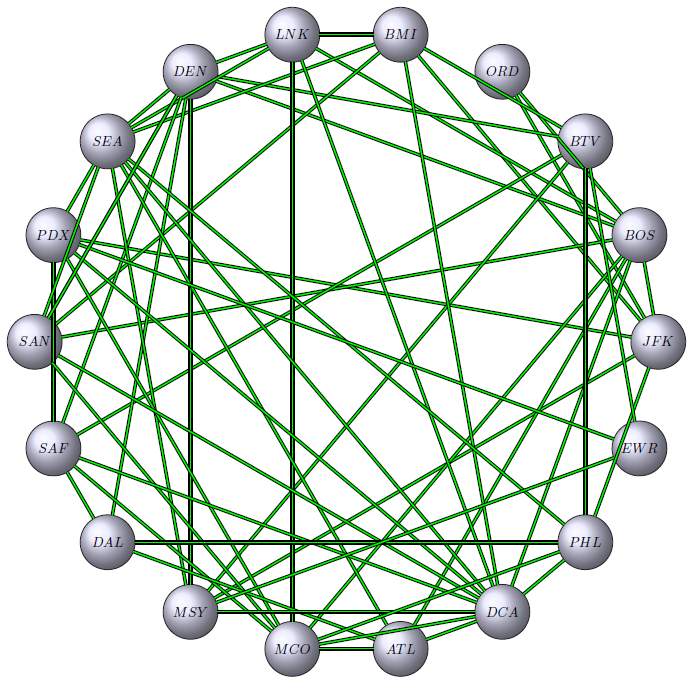 LNK BMI
DEN ORD
SEA BTV
PDX BOS
SAN JFK
SAF EWR
DAL PHL
MSY DCA
MCO ATL